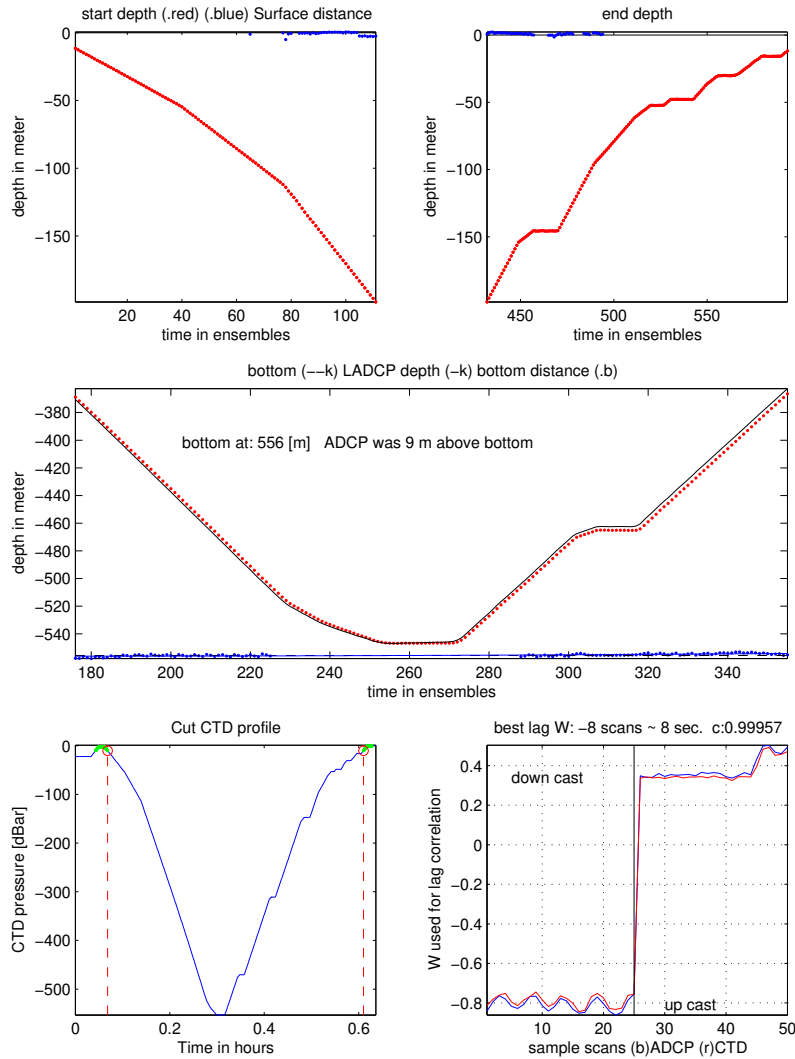 start depth (.red) (.blue) Surface distance
0
−50
−100
−150
depth in meter
20 40 60 80 100
time in ensembles
end depth
0
−50
−100
−150
depth in meter
450 500 550
time in ensembles
bottom (−−k) LADCP depth (−k) bottom distance (.b)
−380
−400
−420
−440
−460
−480
−500
−520
−540
depth in meter
bottom at: 556 [m] ADCP was 9 m above bottom
180 200 220 240 260 280 300 320 340
time in ensembles
Cut CTD profile
0
−100
−200
−300
−400
−500
CTD pressure [dBar]
0 0.2 0.4 0.6
Time in hours
best lag W: −8 scans ~ 8 sec. c:0.99957
down cast
0.4
0.2
0
−0.2
−0.4
−0.6
−0.8
W used for lag correlation
up cast
10 20 30 40 50
sample scans (b)ADCP (r)CTD